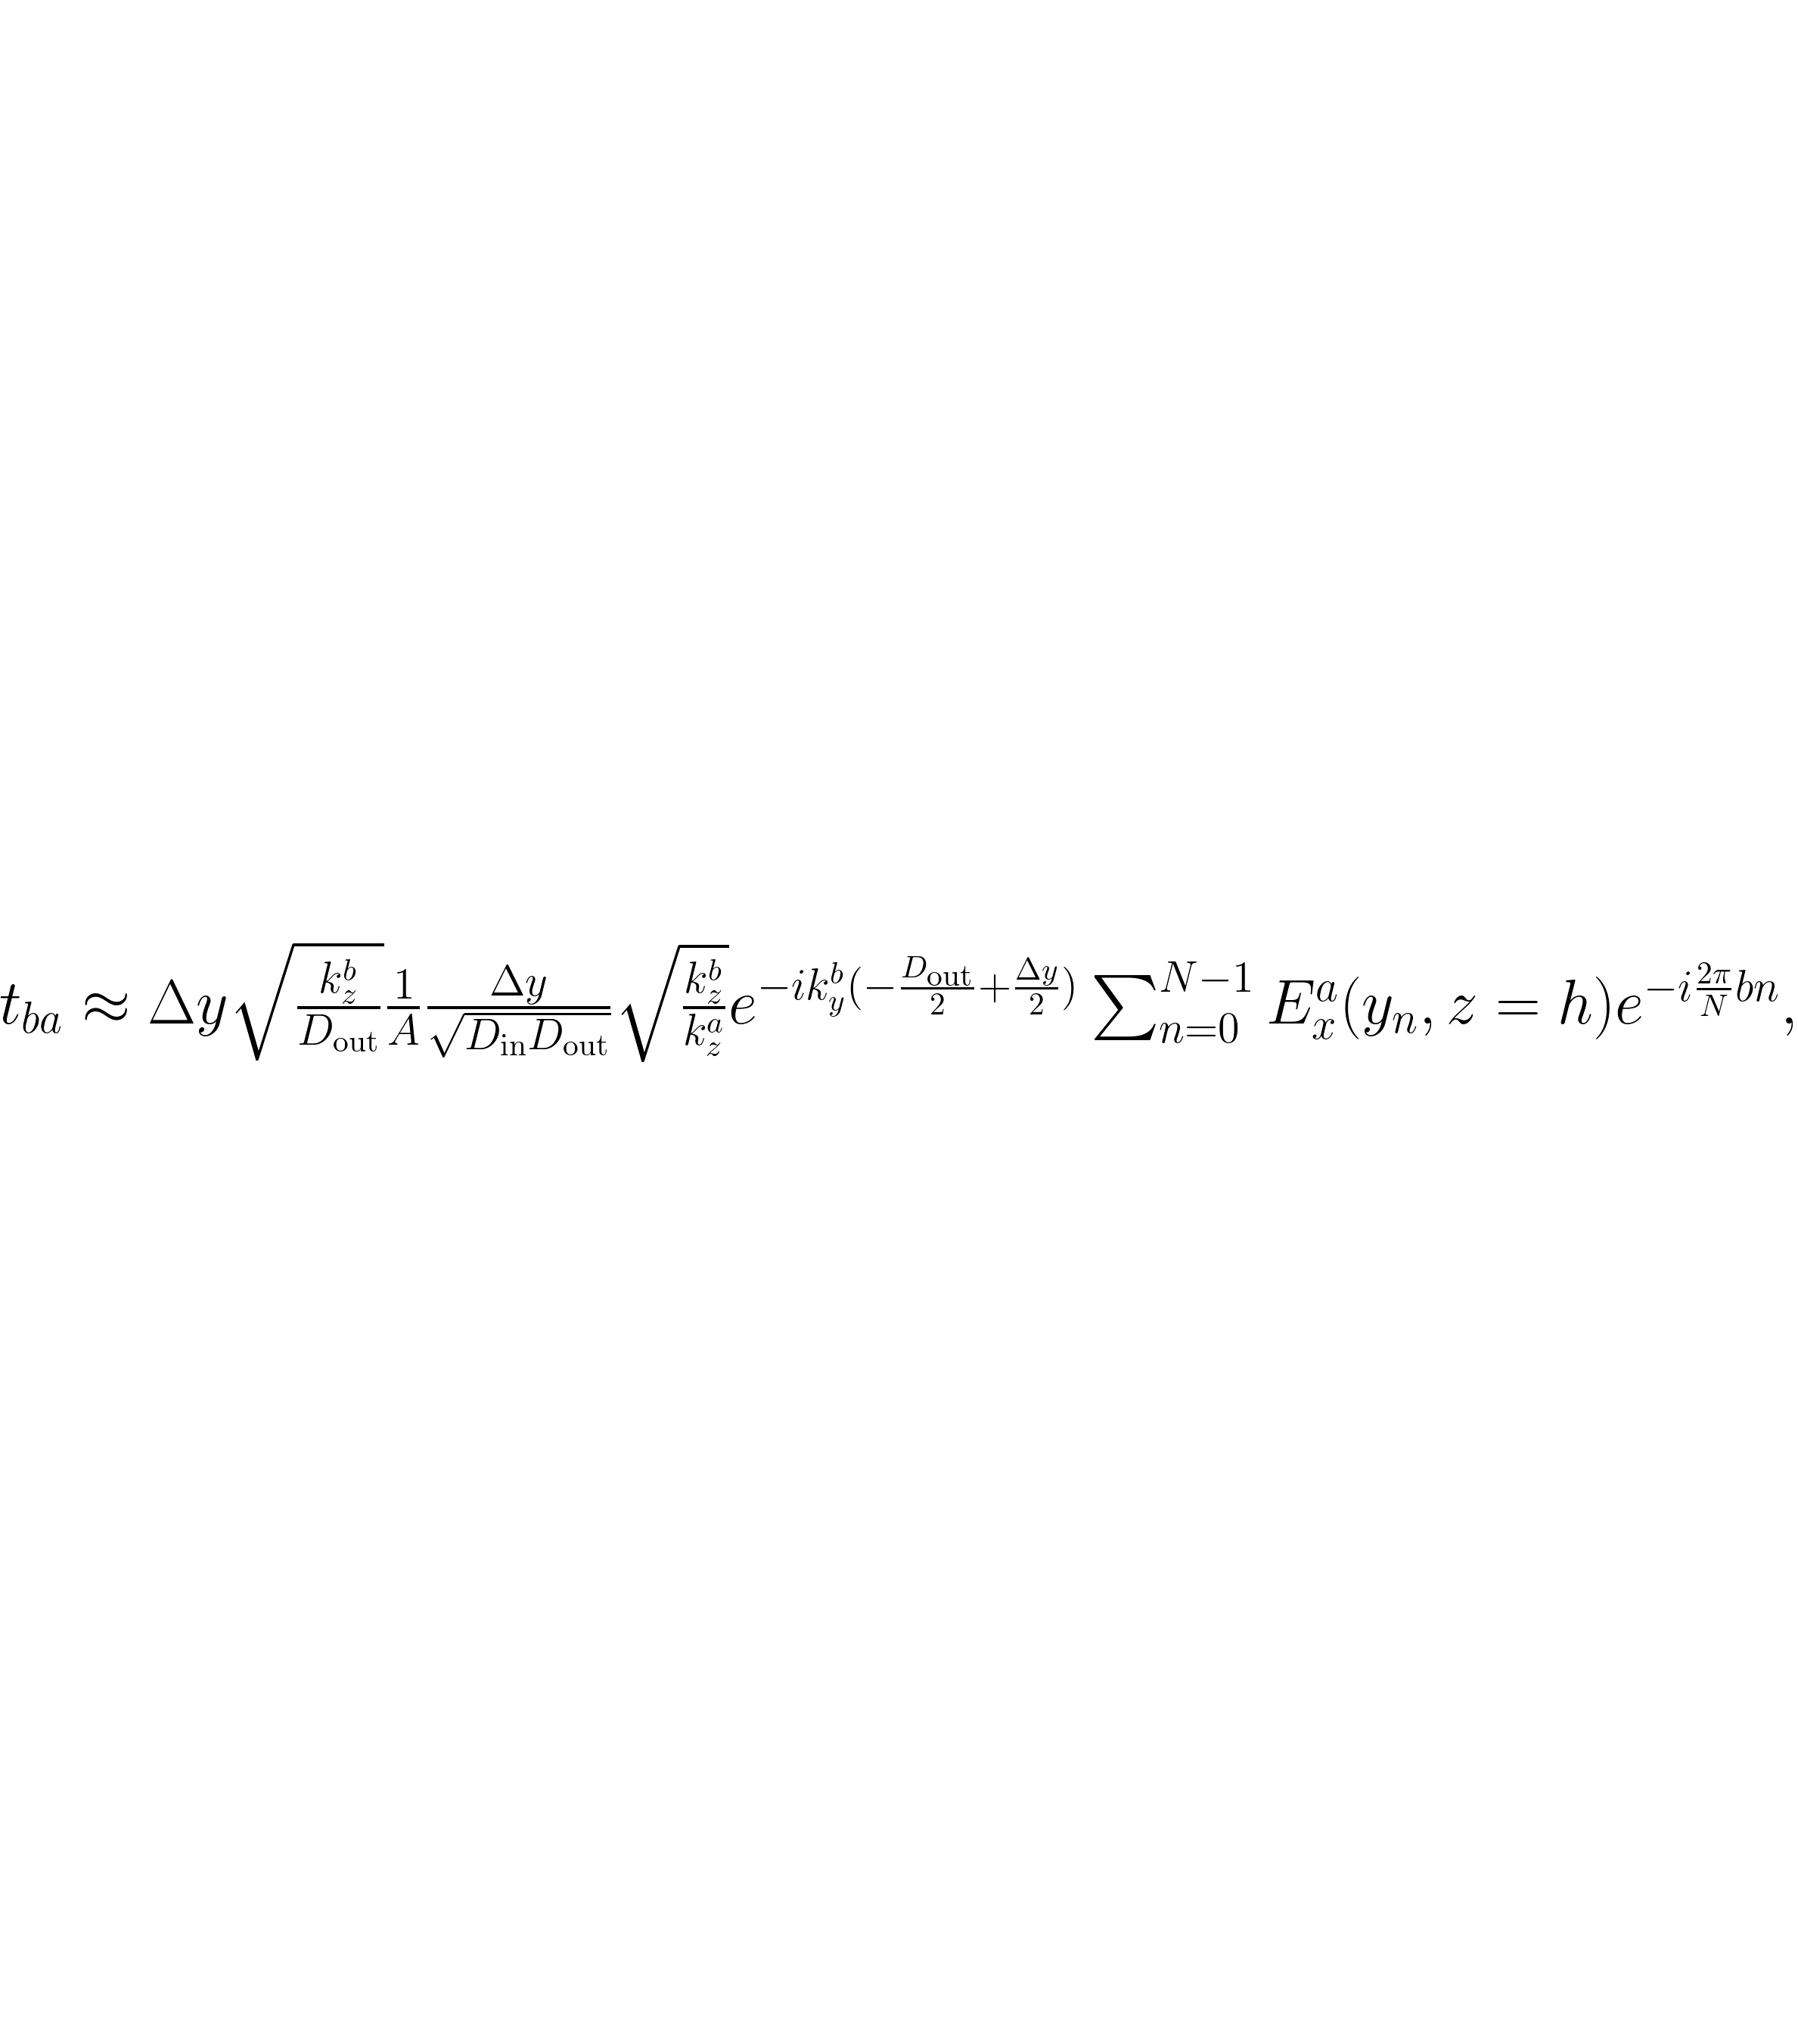 $t_{ba} \approx \Delta y \sqrt{\frac{k_z^b}{D_{\text{out}}}} \frac{1}{A} \frac{\Delta y}{\sqrt{D_{\text{in}} D_{\text{out}}}} \sqrt{\frac{k_z^b}{k_z^a}} e^{-i k_y^b (-\frac{D_{\text{out}}}{2} + \frac{\Delta y}{2})} \sum_{n=0}^{N-1} E_x^a (y_n, z = h) e^{-i \frac{2\pi}{N} bn},$